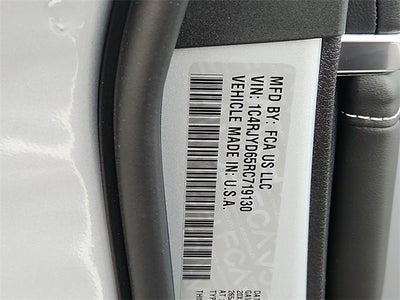 MFD BY: FCA US LLC
VIN: 1C4RJYD65RC719130
VEHICLE MADE IN: U.S.A.